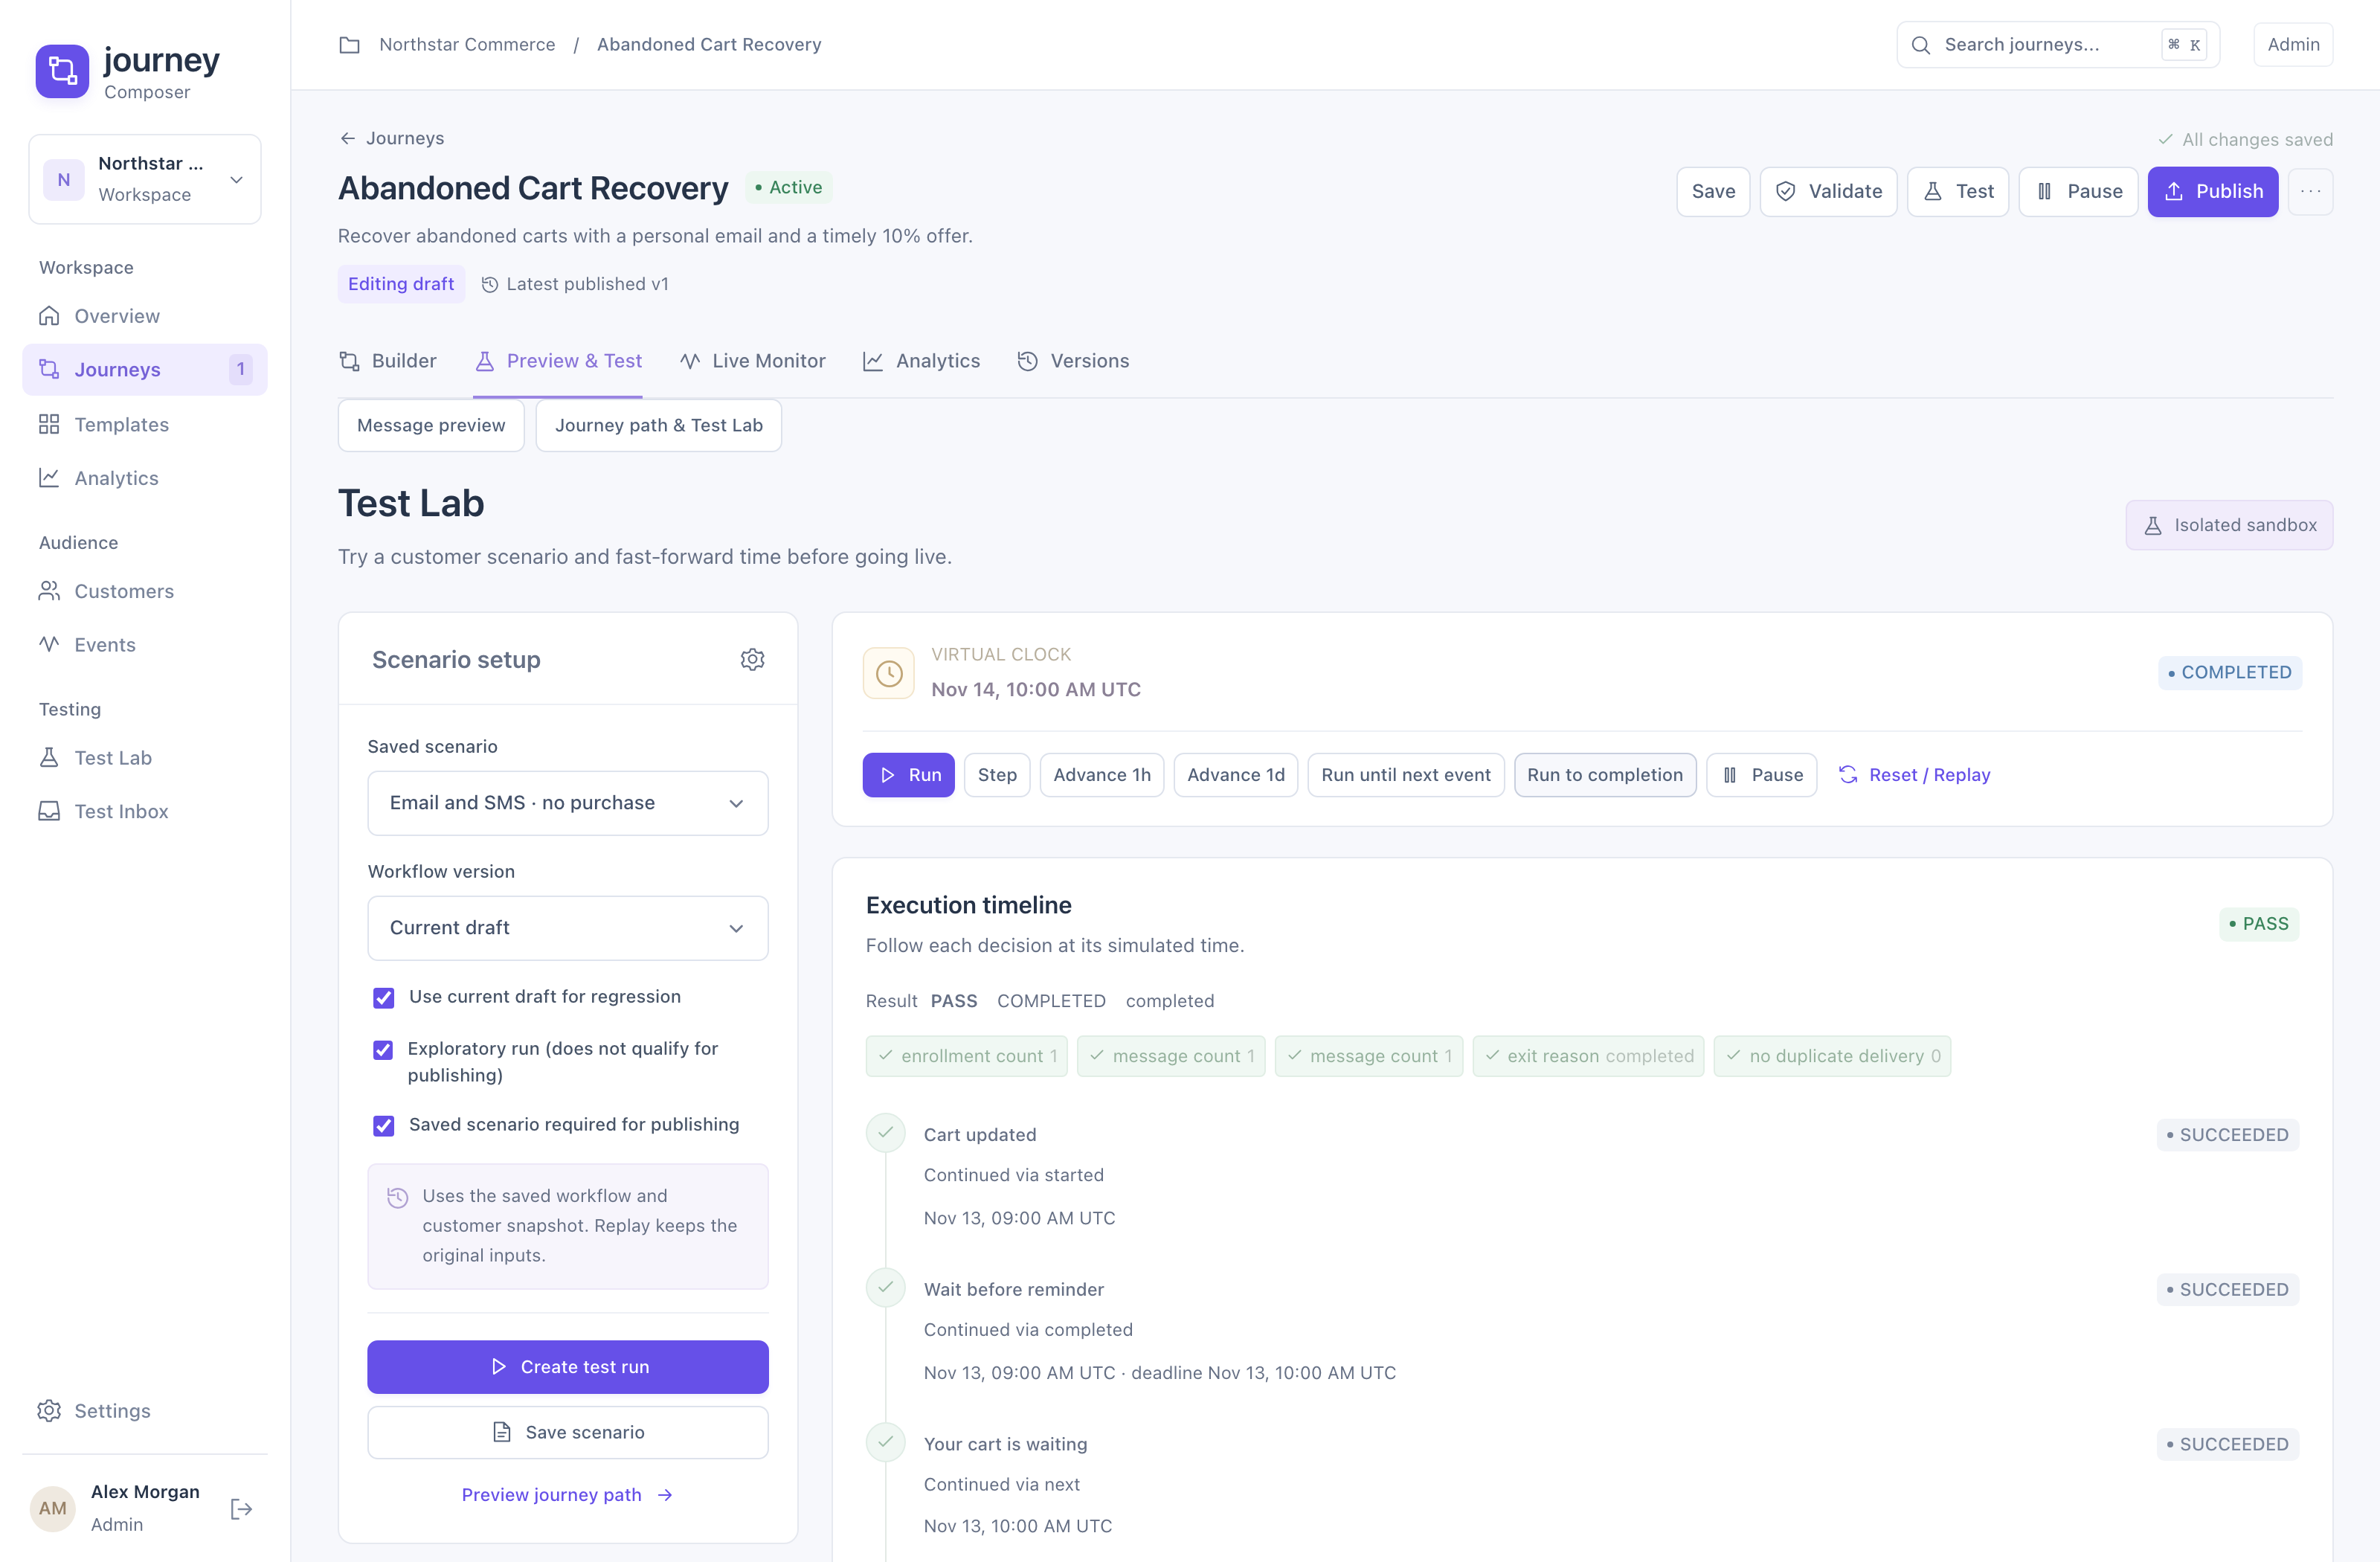 journey
Composer
N
Northstar ...
Workspace
Workspace
Overview
Journeys
1
Templates
Analytics
Audience
Customers
Events
Testing
Test Lab
Test Inbox
Settings
AM
Alex Morgan
Admin
Northstar Commerce / Abandoned Cart Recovery
Search journeys...
⌘ K
Admin
← Journeys
All changes saved
Abandoned Cart Recovery
• Active
Save
Validate
Test
Pause
Publish
...
Recover abandoned carts with a personal email and a timely 10% offer.
Editing draft
Latest published v1
Builder
Preview & Test
Live Monitor
Analytics
Versions
Message preview
Journey path & Test Lab
Test Lab
Try a customer scenario and fast-forward time before going live.
Isolated sandbox
Scenario setup
Saved scenario
Email and SMS · no purchase
Workflow version
Current draft
Use current draft for regression
Exploratory run (does not qualify for
publishing)
Saved scenario required for publishing
Uses the saved workflow and
customer snapshot. Replay keeps the
original inputs.
Create test run
Save scenario
Preview journey path →
VIRTUAL CLOCK
Nov 14, 10:00 AM UTC
• COMPLETED
Run
Step
Advance 1h
Advance 1d
Run until next event
Run to completion
Pause
Reset / Replay
Execution timeline
Follow each decision at its simulated time.
• PASS
Result PASS COMPLETED completed
enrollment count 1
message count 1
message count 1
exit reason completed
no duplicate delivery 0
Cart updated
• SUCCEEDED
Continued via started
Nov 13, 09:00 AM UTC
Wait before reminder
• SUCCEEDED
Continued via completed
Nov 13, 09:00 AM UTC · deadline Nov 13, 10:00 AM UTC
Your cart is waiting
• SUCCEEDED
Continued via next
Nov 13, 10:00 AM UTC